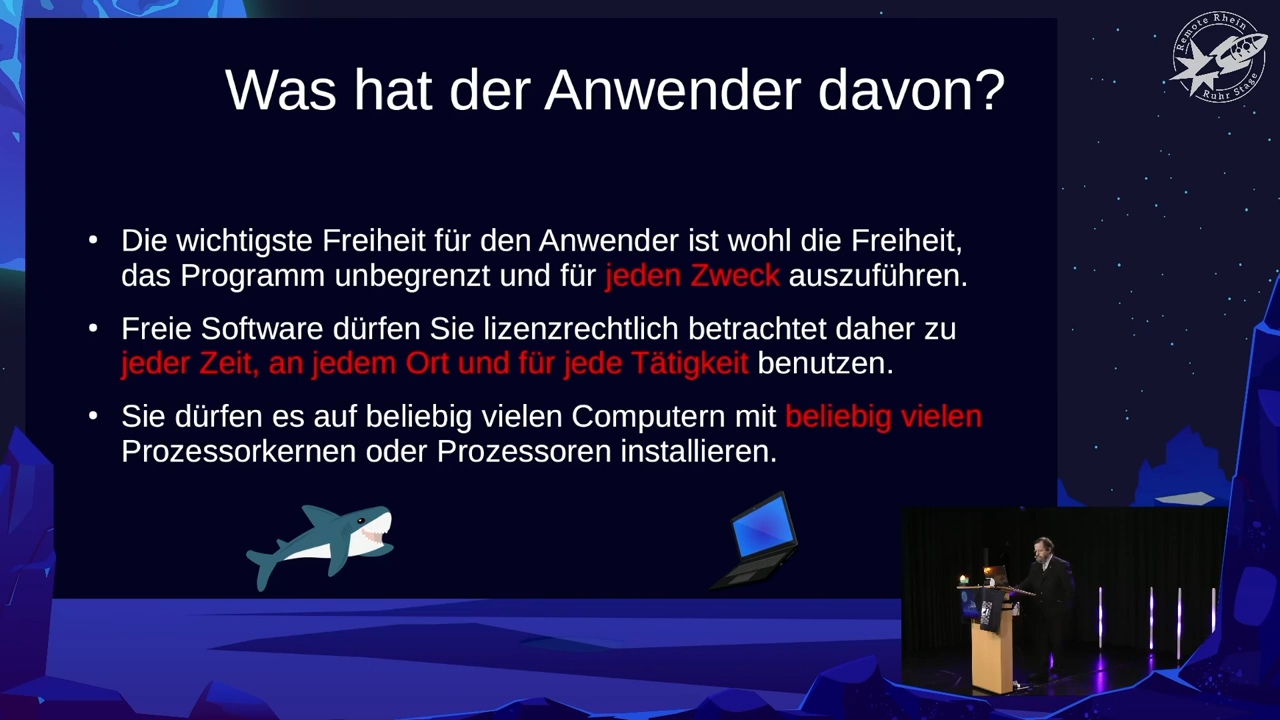 Remote Rhein
Ruhr Stage
Was hat der Anwender davon?
• Die wichtigste Freiheit für den Anwender ist wohl die Freiheit,
das Programm unbegrenzt und für jeden Zweck auszuführen.
• Freie Software dürfen Sie lizenzrechtlich betrachtet daher zu
jeder Zeit, an jedem Ort und für jede Tätigkeit benutzen.
• Sie dürfen es auf beliebig vielen Computern mit beliebig vielen
Prozessorkernen oder Prozessoren installieren.